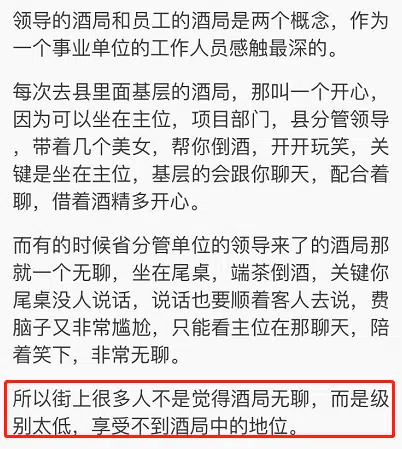 领导的酒局和员工的酒局是两个概念，作为
一个事业单位的工作人员感触最深的。
每次去县里面基层的酒局，那叫一个开心，
因为可以坐在主位，项目部门，县分管领导
，带着几个美女，帮你倒酒，开开玩笑，关
键是坐在主位，基层的会跟你聊天，配合着
聊，借着酒精多开心。
而有的时候省分管单位的领导来了的酒局那
就一个无聊，坐在尾桌，端茶倒酒，关键你
尾桌没人说话，说话也要顺着客人去说，费
脑子又非常尴尬，只能看主位在那聊天，陪
着笑下，非常无聊。
所以街上很多人不是觉得酒局无聊，而是级
别太低，享受不到酒局中的地位。